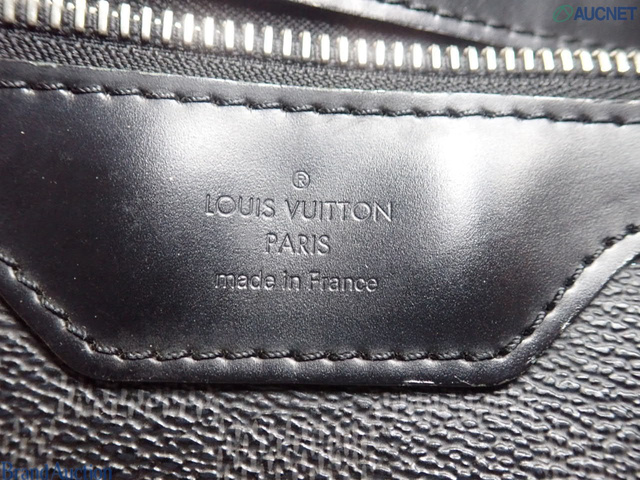 AUCNET
®
LOUIS VUITTON
PARIS
made in France
Brand Auction